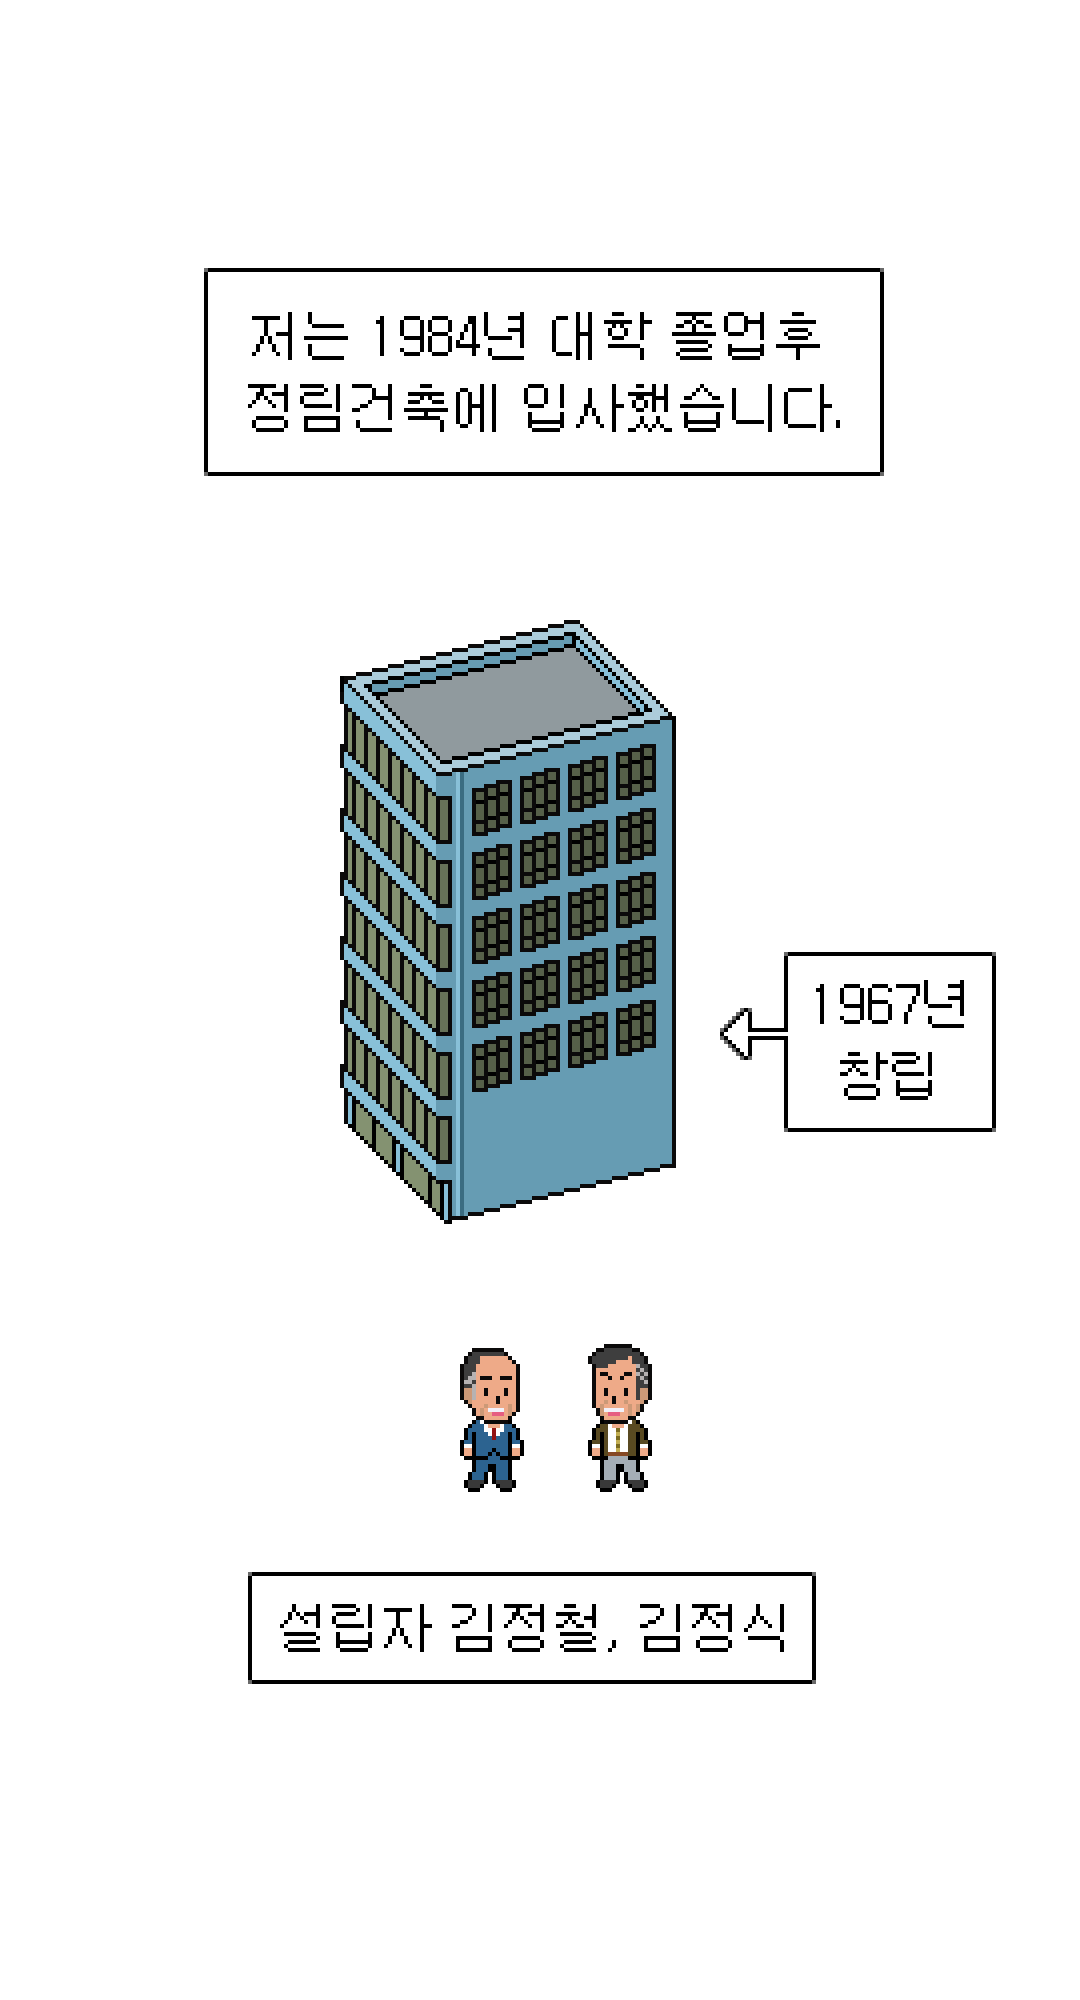 저는 1984년 대학 졸업후
정림건축에 입사했습니다.
1967년
창립
설립자 김정철, 김정식